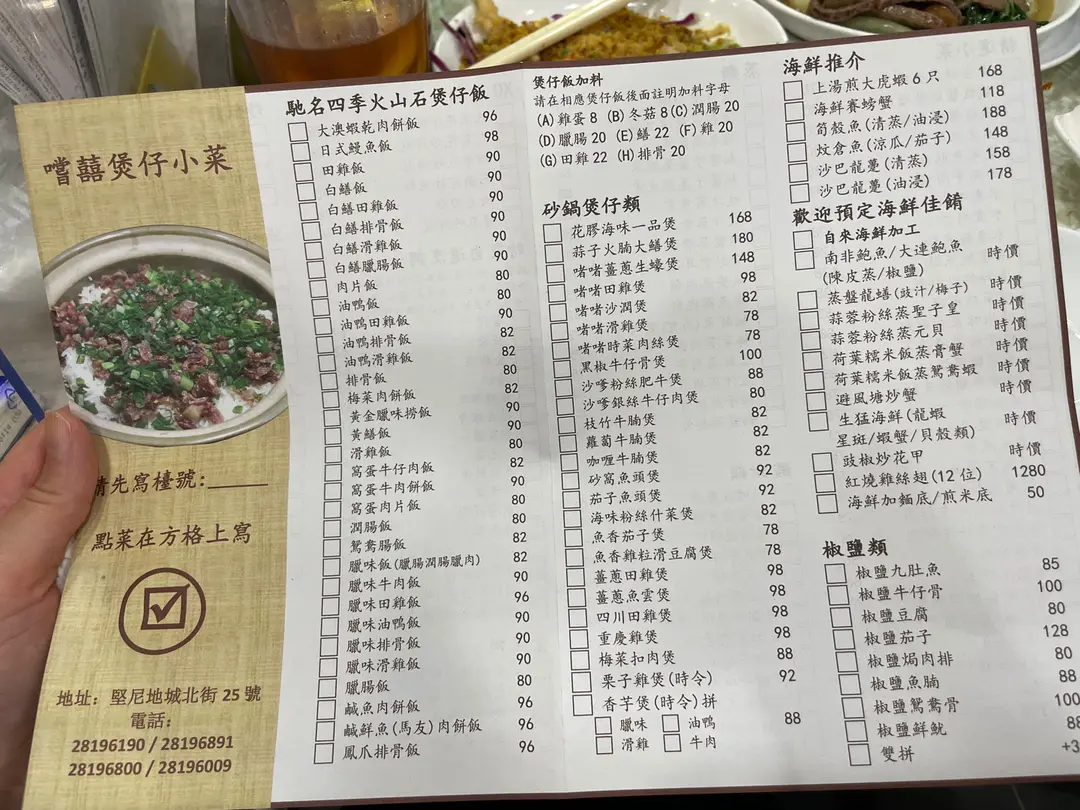 嚐囍煲仔小菜
請先寫檯號:______
點菜在方格上寫
地址：堅尼地城北街 25 號
電話：
28196190 / 28196891
28196800 / 28196009
馳名四季火山石煲仔飯
大澳蝦乾肉餅飯 96
日式鰻魚飯 98
田雞飯 90
白鱔飯 90
白鱔田雞飯 90
白鱔排骨飯 90
白鱔滑雞飯 90
白鱔臘腸飯 90
肉片飯 80
油鴨飯 80
油鴨田雞飯 90
油鴨排骨飯 82
油鴨滑雞飯 82
排骨飯 80
梅菜肉餅飯 82
黃金臘味撈飯 90
黃鱔飯 90
滑雞飯 80
窩蛋牛仔肉飯 82
窩蛋牛肉餅飯 90
窩蛋肉片飯 90
潤腸飯 80
鴛鴦腸飯 82
臘味飯(臘腸潤腸臘肉) 82
臘味牛肉飯 90
臘味田雞飯 96
臘味油鴨飯 90
臘味排骨飯 90
臘味滑雞飯 90
臘腸飯 80
鹹魚肉餅飯 96
鹹鮮魚(馬友)肉餅飯 96
鳳爪排骨飯 96
煲仔飯加料
請在相應煲仔飯後面註明加料字母
(A)雞蛋 8 (B)冬菇 8 (C)潤腸 20
(D)臘腸 20 (E)鱔 22 (F)雞 20
(G)田雞 22 (H)排骨 20
砂鍋煲仔類
花膠海味一品煲 168
蒜子火腩大鱔煲 180
啫啫薑蔥生蠔煲 148
啫啫田雞煲 98
啫啫沙潤煲 82
啫啫滑雞煲 78
啫啫時菜肉絲煲 78
黑椒牛仔骨煲 100
沙嗲粉絲肥牛煲 88
沙嗲銀絲牛仔肉煲 80
枝竹牛腩煲 82
蘿蔔牛腩煲 82
咖喱牛腩煲 82
砂窩魚頭煲 92
茄子魚頭煲 92
海味粉絲什菜煲 82
魚香茄子煲 78
魚香雞粒滑豆腐煲 78
薑蔥田雞煲 98
薑蔥魚雲煲 98
四川田雞煲 98
重慶雞煲 98
梅菜扣肉煲 88
栗子雞煲(時令) 92
香芋煲(時令)拼
臘味 油鴨 88
滑雞 牛肉
海鮮推介
上湯煎大虎蝦 6 只 168
海鮮賽螃蟹 118
筍殼魚(清蒸/油浸) 188
炆倉魚(涼瓜/茄子) 148
沙巴龍躉(清蒸) 158
沙巴龍躉(油浸) 178
歡迎預定海鮮佳餚
自來海鮮加工
南非鮑魚/大連鮑魚 時價
(陳皮蒸/椒鹽)
蒸盤龍鱔(豉汁/梅子) 時價
蒜蓉粉絲蒸聖子皇 時價
蒜蓉粉絲蒸元貝 時價
荷葉糯米飯蒸膏蟹 時價
荷葉糯米飯蒸鴛鴦蝦 時價
避風塘炒蟹 時價
生猛海鮮(龍蝦
星斑/蝦蟹/貝殼類) 時價
豉椒炒花甲 時價
紅燒雞絲翅(12 位) 1280
海鮮加麵底/煎米底 50
椒鹽類
椒鹽九肚魚 85
椒鹽牛仔骨 100
椒鹽豆腐 80
椒鹽茄子 128
椒鹽焗肉排 80
椒鹽魚腩 88
椒鹽鴛鴦骨 100
椒鹽鮮魷 88
雙拼 +3